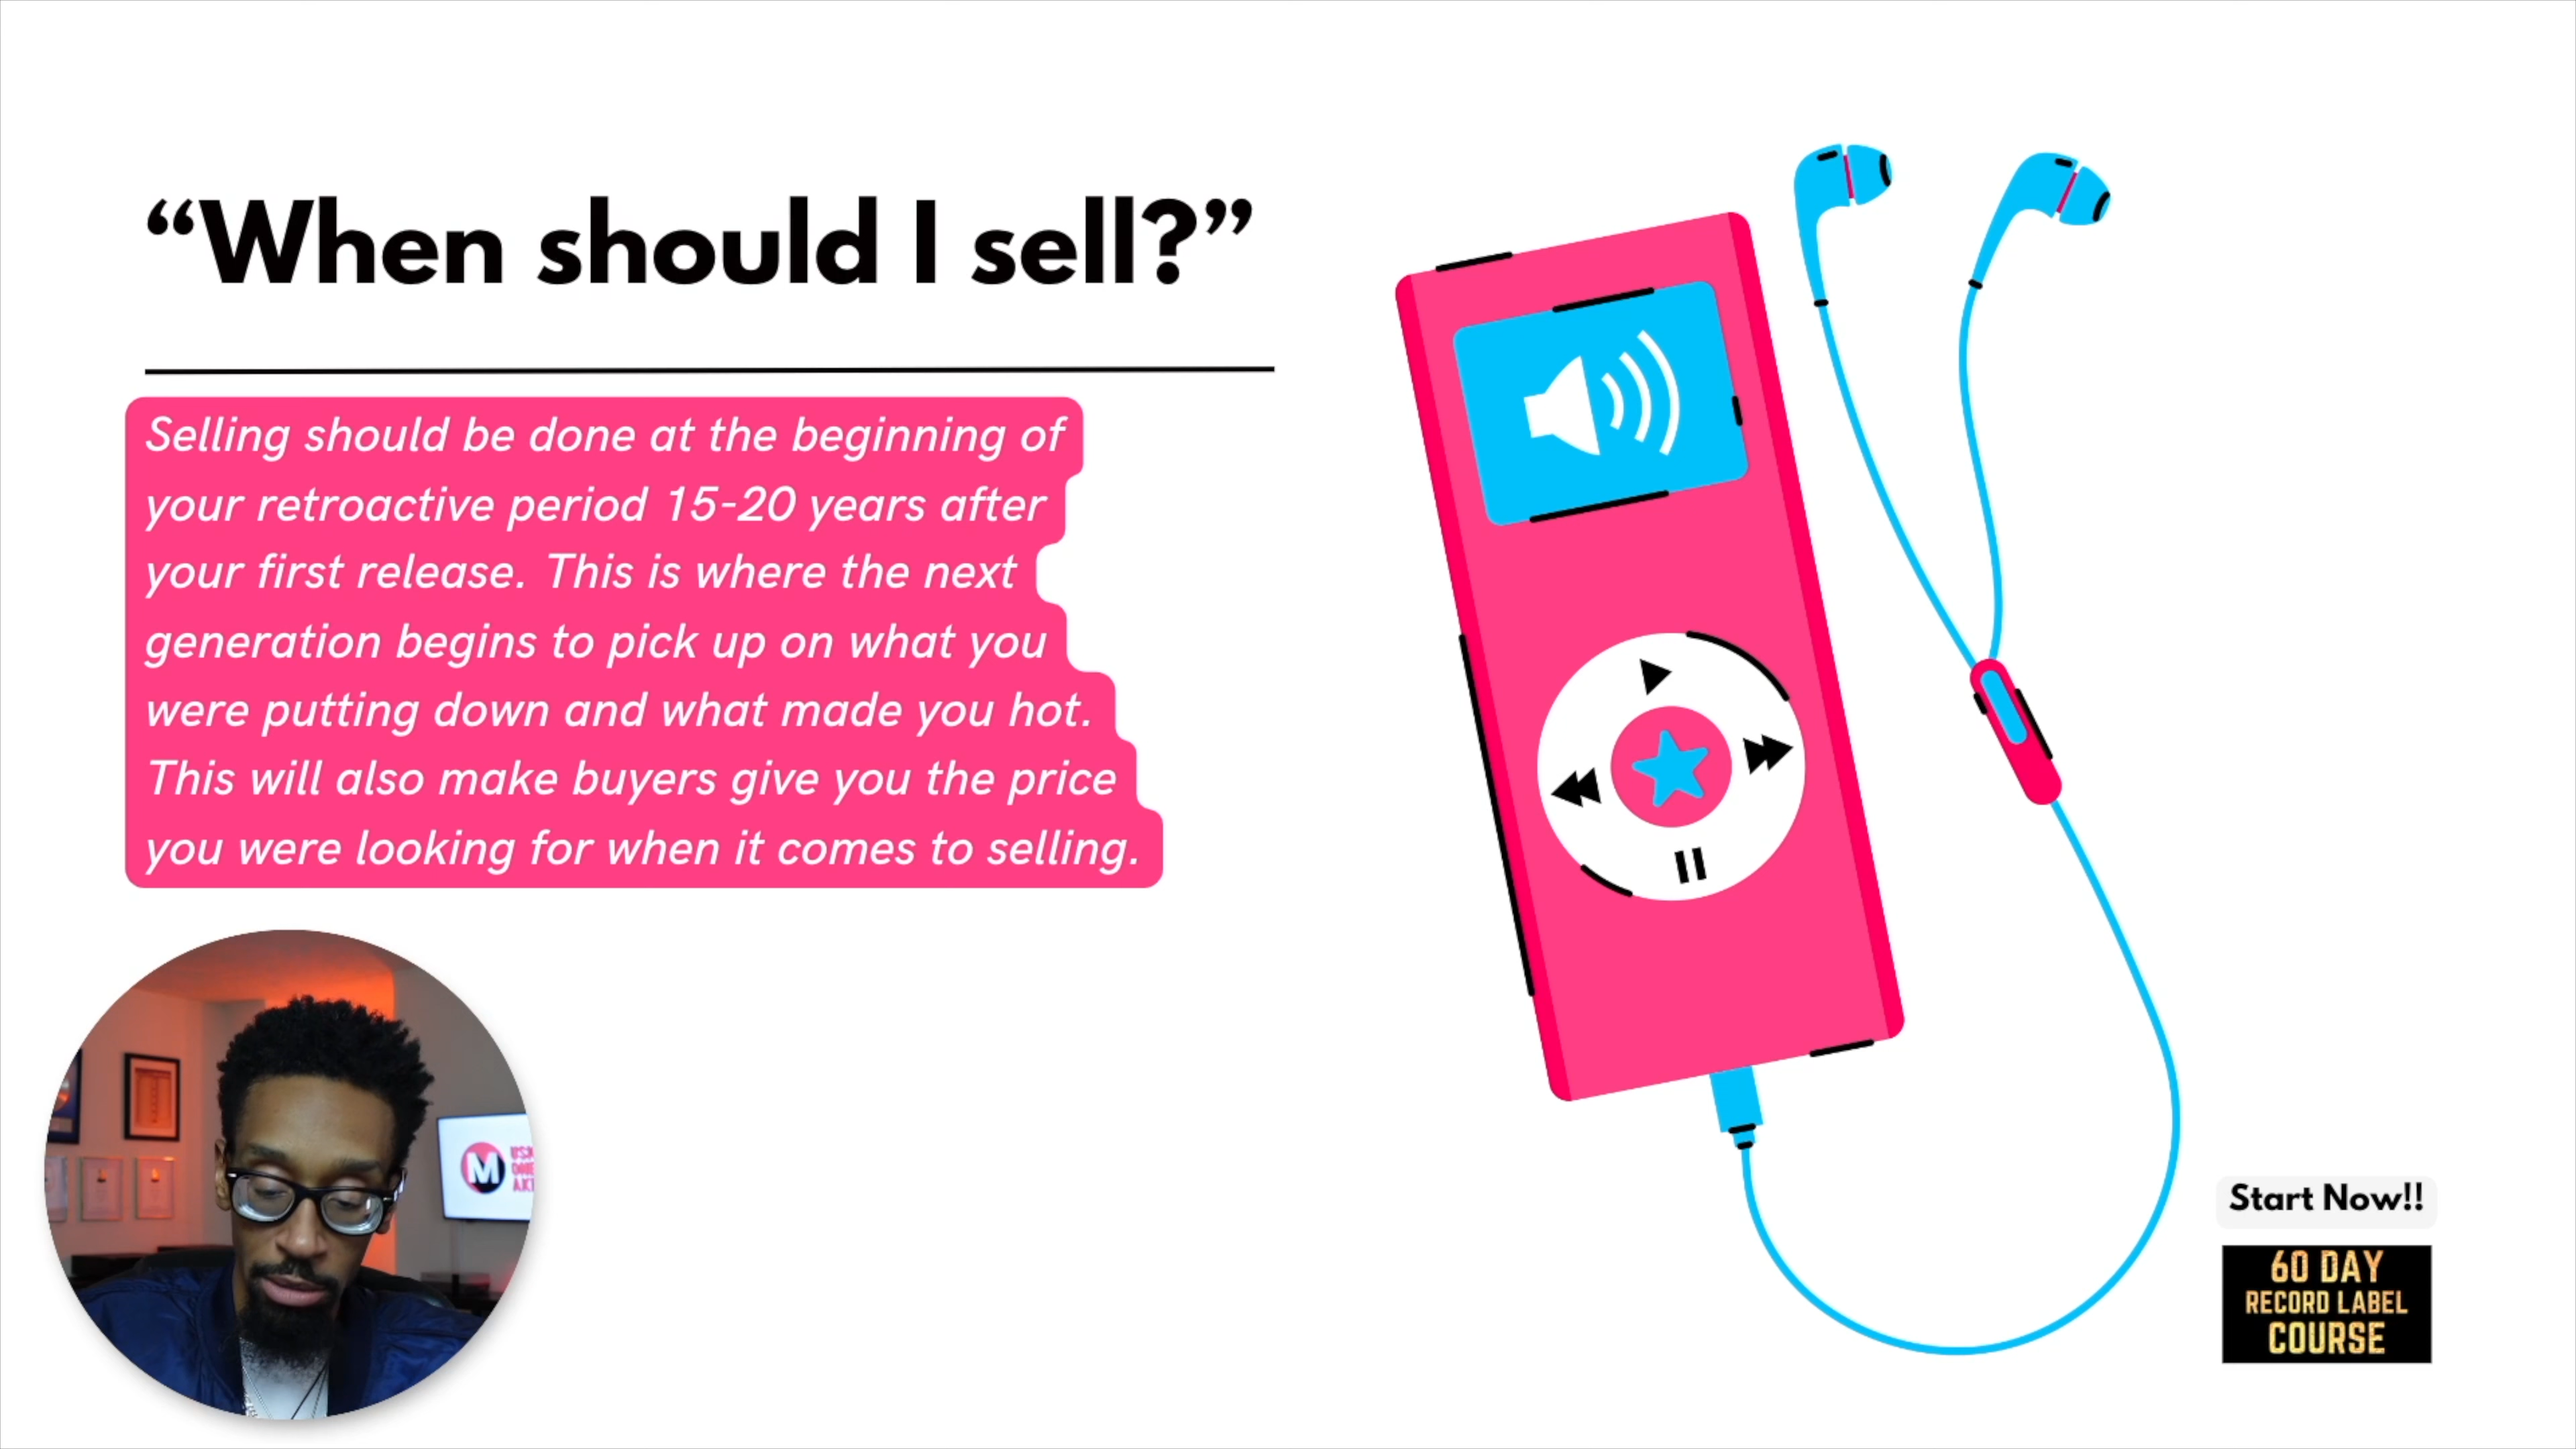 “When should I sell?”
Selling should be done at the beginning of
your retroactive period 15-20 years after
your first release. This is where the next
generation begins to pick up on what you
were putting down and what made you hot.
This will also make buyers give you the price
you were looking for when it comes to selling.
M
Start Now!!
60 DAY
RECORD LABEL
COURSE